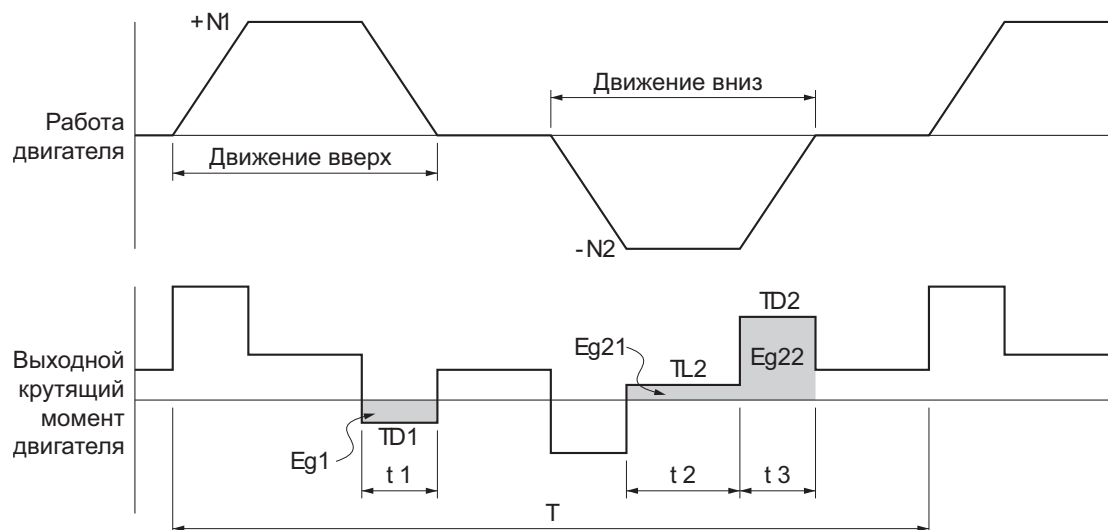 +N1
Движение вниз
Работа
двигателя
Движение вверх
-N2
TD2
Eg21
TL2
Eg22
Выходной
крутящий
момент
двигателя
TD1
Eg1
t 1
t 2
t 3
T